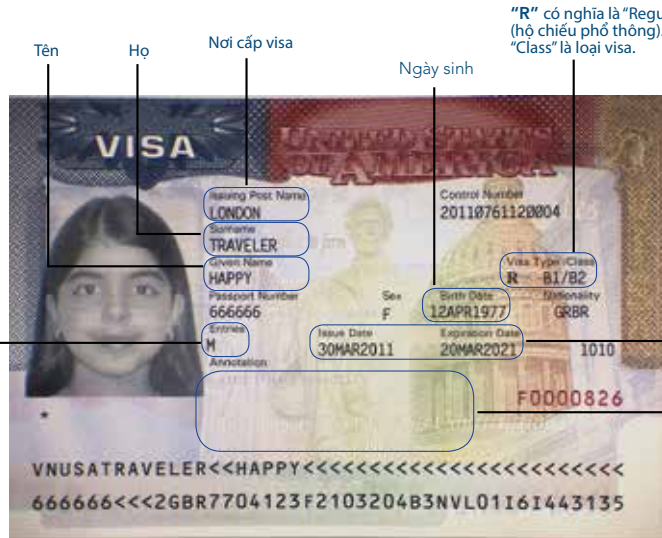 "R" có nghĩa là "Regu
(hộ chiếu phổ thông).
"Class" là loại visa.
Tên
Họ
Nơi cấp visa
Ngày sinh
VISA
UNITED STATES
OF AMERICA
Issuing Post Name
LONDON
Control Number
20110761120004
Surname
TRAVELER
Given Name
HAPPY
Visa Type /Class
R B1/B2
Passport Number
666666
Sex
F
Birth Date
12APR1977
Nationality
GRBR
Entries
M
Issue Date
30MAR2011
Expiration Date
20MAR2021
1010
Annotation
F0000826
*
VNUSATRAVELER<<HAPPY<<<<<<<<<<<<<<<<<<<<<<<<
666666<<<2GBR7704123F2103204B3NVL01I6I443135